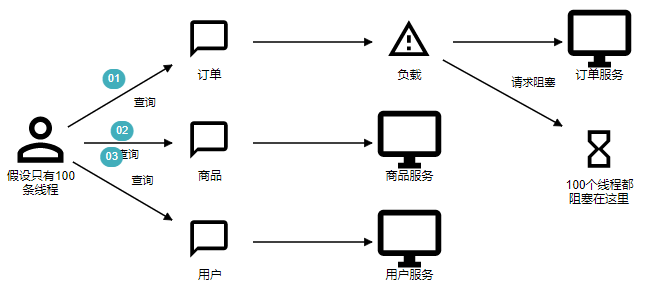 01
查询
订单
负载
订单服务
请求阻塞
02
03
查询
查询
假设只有100
条线程
商品
商品服务
100个线程都
阻塞在这里
用户
用户服务